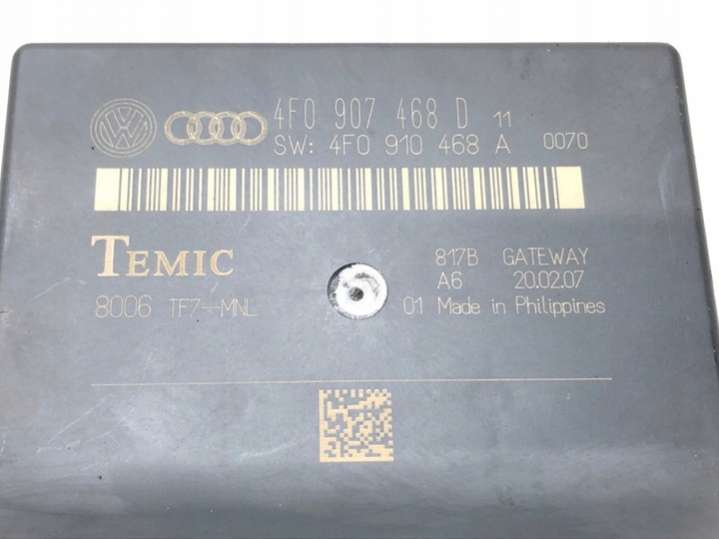 4F0 907 468 D 11
SW: 4F0 910 468 A 0070
TEMIC 817B GATEWAY
A6 20.02.07
8006 TF7-MNL 01 Made in Philippines